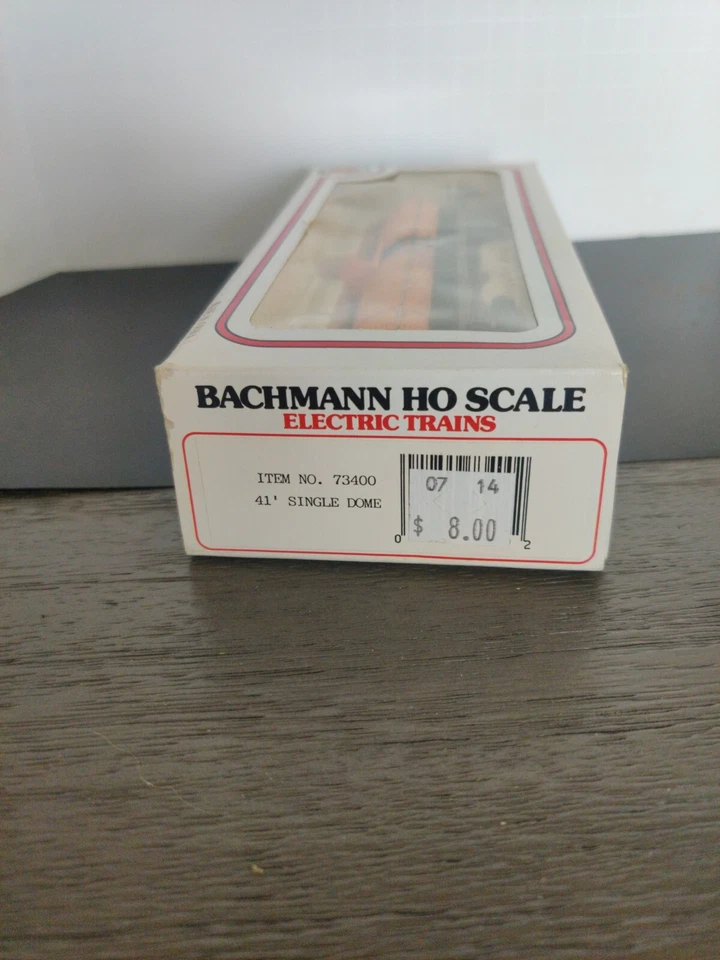 BACHMANN HO SCALE
ELECTRIC TRAINS
ITEM NO. 73400
41' SINGLE DOME
07 14
$ 8.00
0 2